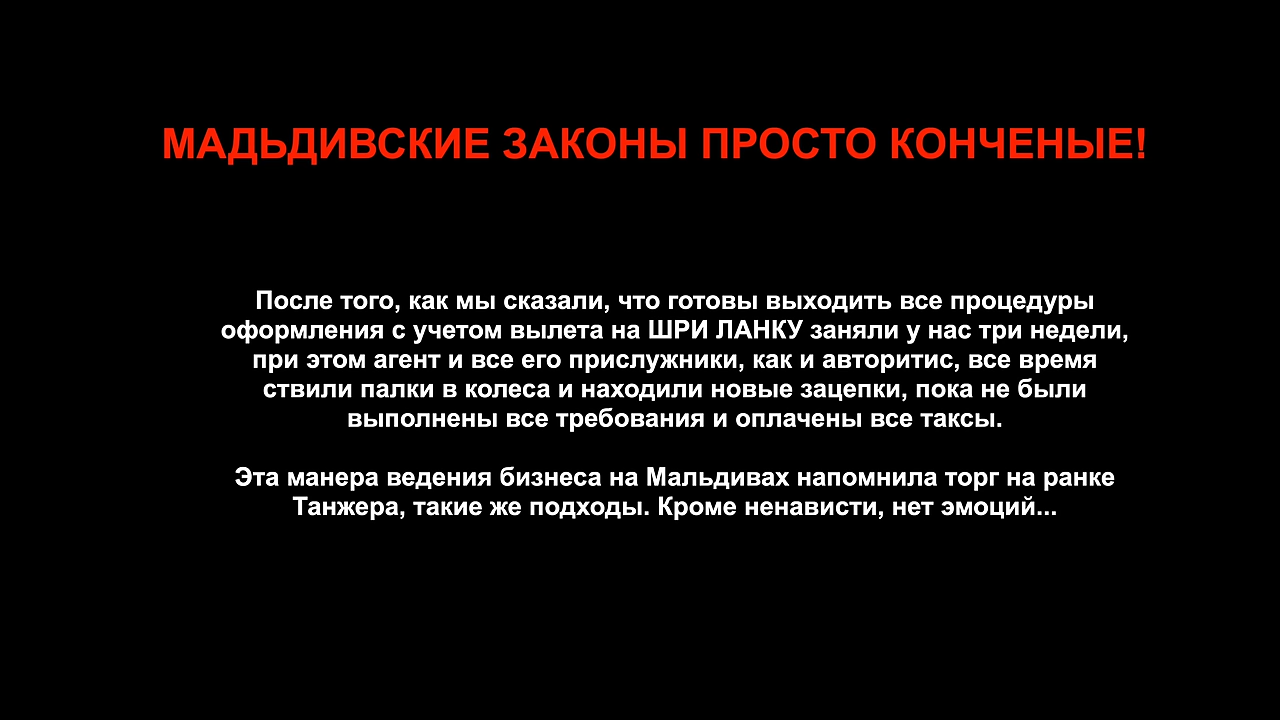 МАДЬДИВСКИЕ ЗАКОНЫ ПРОСТО КОНЧЕНЫЕ!
После того, как мы сказали, что готовы выходить все процедуры
оформления с учетом вылета на ШРИ ЛАНКУ заняли у нас три недели,
при этом агент и все его прислужники, как и авторитис, все время
ствили палки в колеса и находили новые зацепки, пока не были
выполнены все требования и оплачены все таксы.
Эта манера ведения бизнеса на Мальдивах напомнила торг на ранке
Танжера, такие же подходы. Кроме ненависти, нет эмоций...